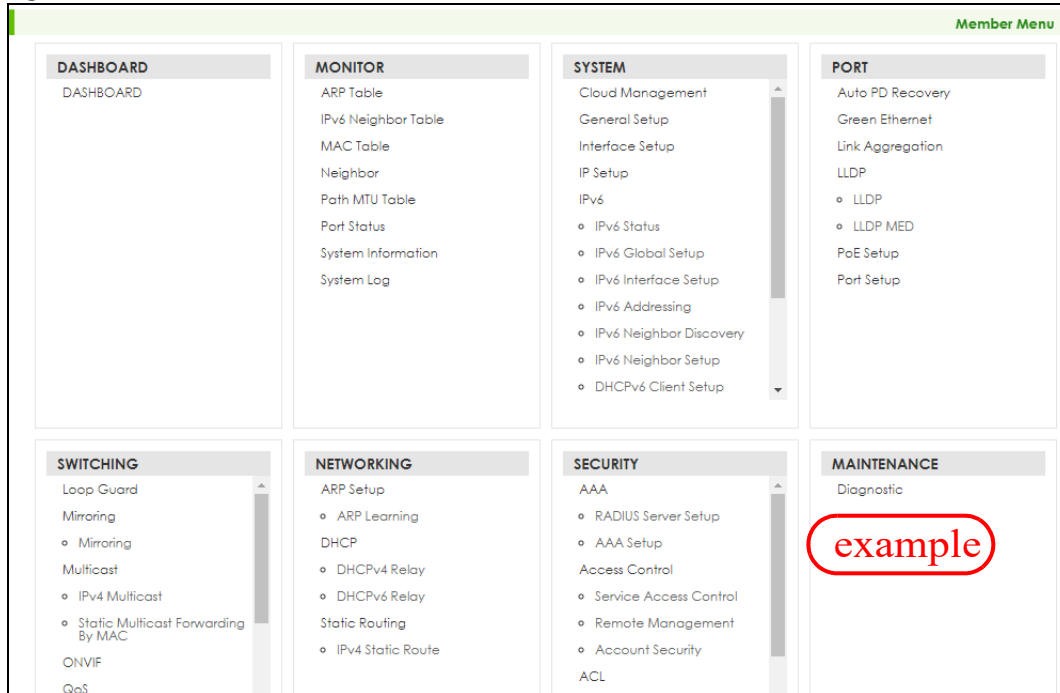 Member Menu
DASHBOARD
DASHBOARD
MONITOR
ARP Table
IPv6 Neighbor Table
MAC Table
Neighbor
Path MTU Table
Port Status
System Information
System Log
SYSTEM
Cloud Management
General Setup
Interface Setup
IP Setup
IPv6
IPv6 Status
IPv6 Global Setup
IPv6 Interface Setup
IPv6 Addressing
IPv6 Neighbor Discovery
IPv6 Neighbor Setup
DHCPv6 Client Setup
PORT
Auto PD Recovery
Green Ethernet
Link Aggregation
LLDP
LLDP
LLDP MED
PoE Setup
Port Setup
SWITCHING
Loop Guard
Mirroring
Mirroring
Multicast
IPv4 Multicast
Static Multicast Forwarding
By MAC
ONVIF
QoS
NETWORKING
ARP Setup
ARP Learning
DHCP
DHCPv4 Relay
DHCPv6 Relay
Static Routing
IPv4 Static Route
SECURITY
AAA
RADIUS Server Setup
AAA Setup
Access Control
Service Access Control
Remote Management
Account Security
ACL
MAINTENANCE
Diagnostic
example